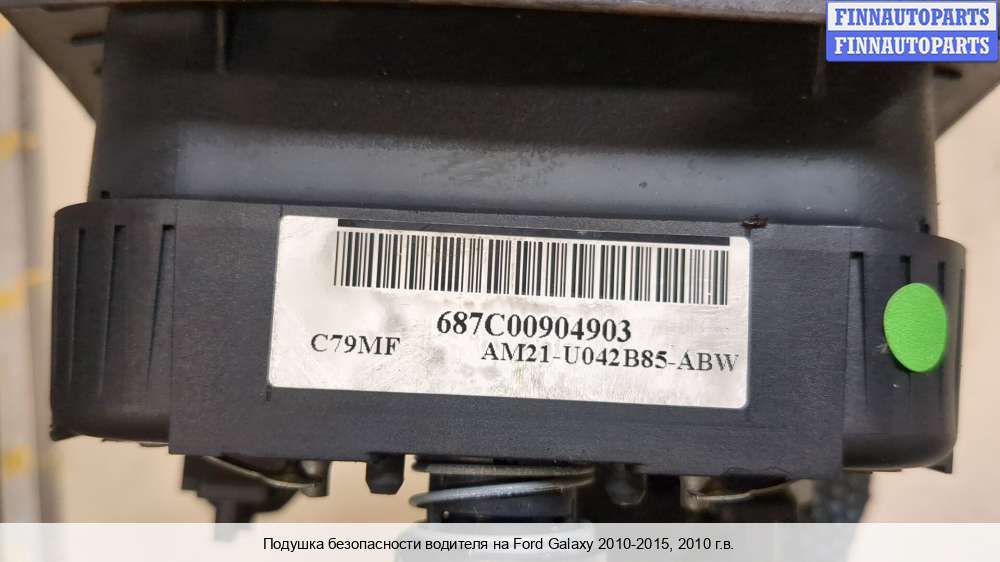 FINNAUTOPARTS
FINNAUTOPARTS
687C00904903
C79MF AM21-U042B85-ABW
Подушка безопасности водителя на Ford Galaxy 2010-2015, 2010 г.в.